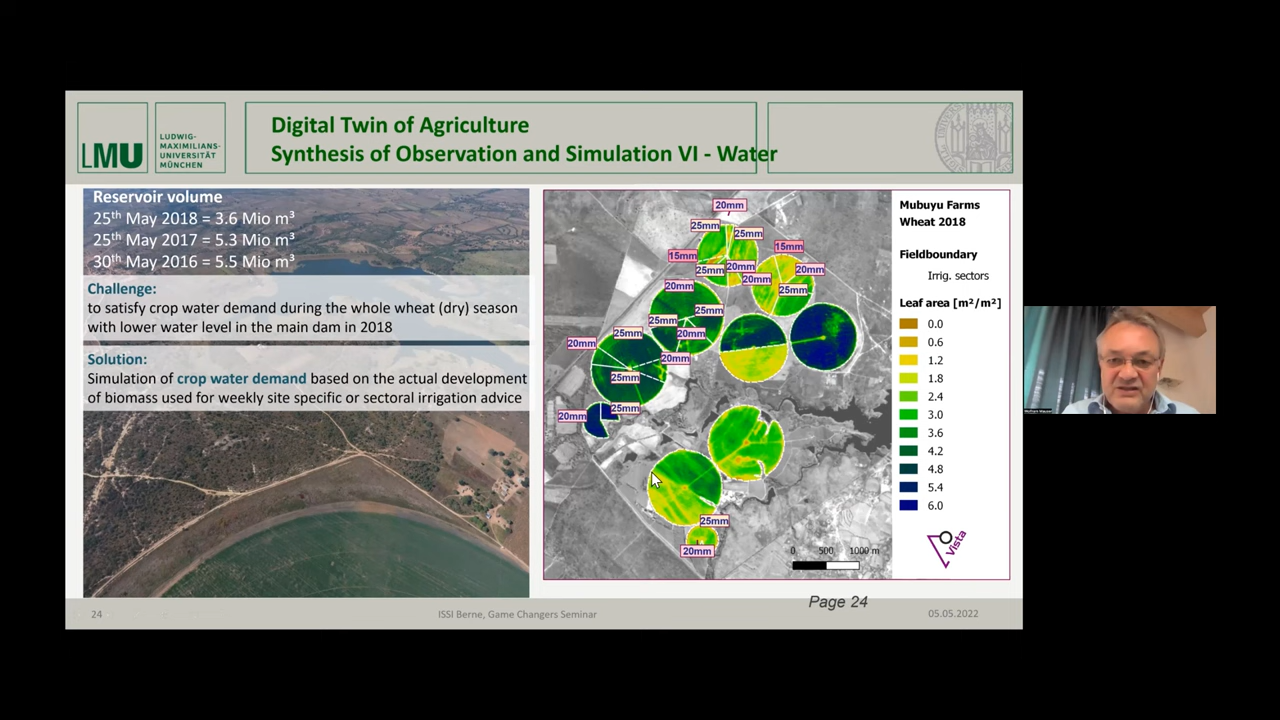 LMU
LUDWIG-
MAXIMILIANS-
UNIVERSITÄT
MÜNCHEN
Digital Twin of Agriculture
Synthesis of Observation and Simulation VI - Water
Reservoir volume
25th May 2018 = 3.6 Mio m³
25th May 2017 = 5.3 Mio m³
30th May 2016 = 5.5 Mio m³
Challenge:
to satisfy crop water demand during the whole wheat (dry) season
with lower water level in the main dam in 2018
Solution:
Simulation of crop water demand based on the actual development
of biomass used for weekly site specific or sectoral irrigation advice
20mm
25mm
25mm
15mm
15mm
25mm
20mm
20mm
20mm
20mm
25mm
25mm
25mm
25mm
20mm
20mm
20mm
25mm
20mm
25mm
25mm
20mm
0 500 1000 m
Mubuyu Farms
Wheat 2018
Fieldboundary
Irrig. sectors
Leaf area [m²/m²]
0.0
0.6
1.2
1.8
2.4
3.0
3.6
4.2
4.8
5.4
6.0
Vista
Page 24
24
ISSI Berne, Game Changers Seminar
05.05.2022